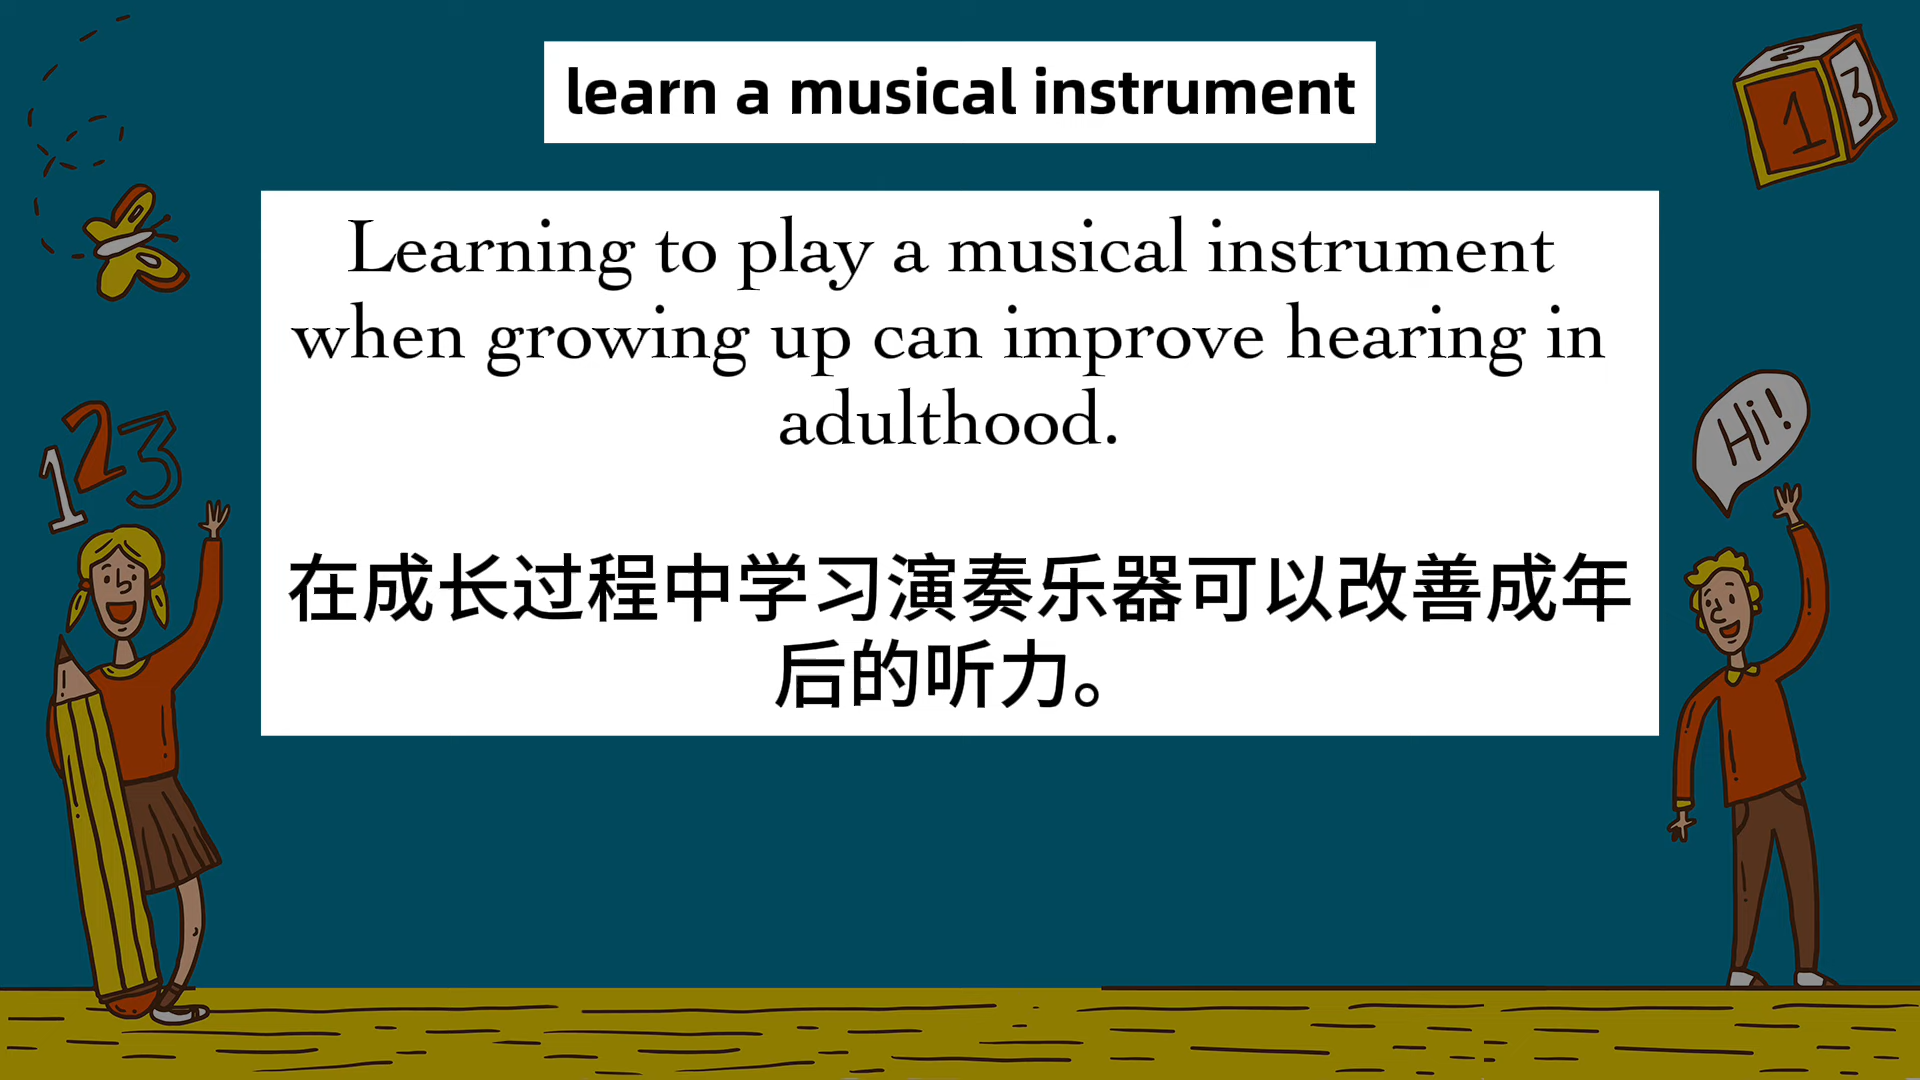 learn a musical instrument
Learning to play a musical instrument
when growing up can improve hearing in
adulthood.
在成长过程中学习演奏乐器可以改善成年
后的听力。
1 3
123
Hi!